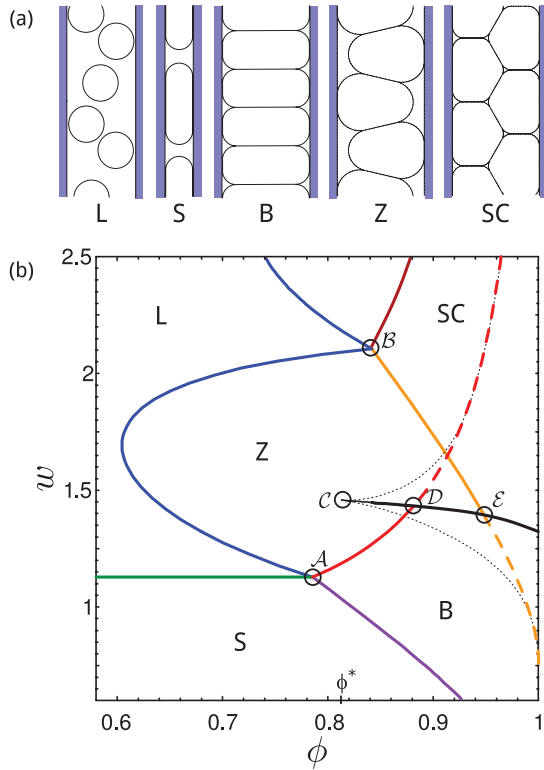 (a)
L S B Z SC
(b)
2.5
L
SC
ℬ
2
Z
w
1.5
𝒞 𝒟 ℰ
𝒜
1
B
S
ϕ*
0.6 0.7 0.8 0.9 1
ϕ